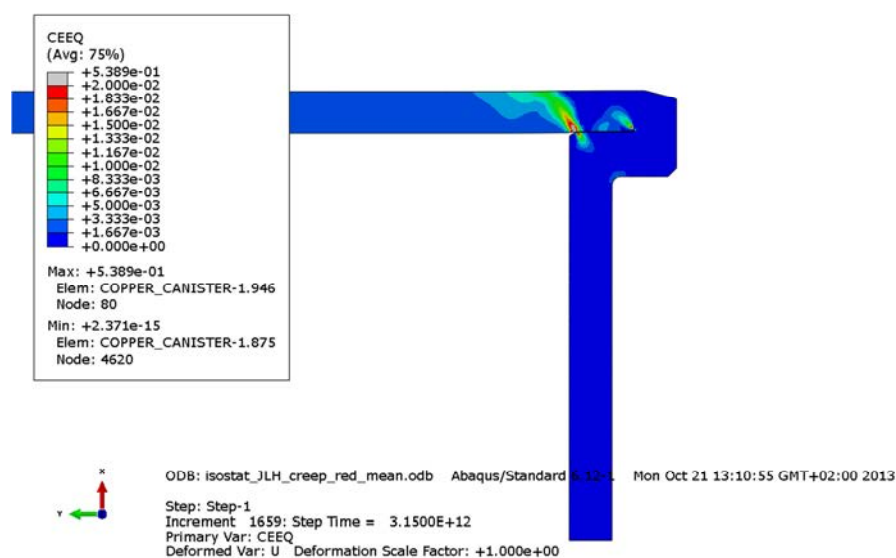 CEEQ
(Avg: 75%)
+5.389e-01
+2.000e-02
+1.833e-02
+1.667e-02
+1.500e-02
+1.333e-02
+1.167e-02
+1.000e-02
+8.333e-03
+6.667e-03
+5.000e-03
+3.333e-03
+1.667e-03
+0.000e+00
Max: +5.389e-01
Elem: COPPER_CANISTER-1.946
Node: 80
Min: +2.371e-15
Elem: COPPER_CANISTER-1.875
Node: 4620
X
Y
ODB: isostat_JLH_creep_red_mean.odb Abaqus/Standard 6.12-1 Mon Oct 21 13:10:55 GMT+02:00 2013
Step: Step-1
Increment 1659: Step Time = 3.1500E+12
Primary Var: CEEQ
Deformed Var: U Deformation Scale Factor: +1.000e+00